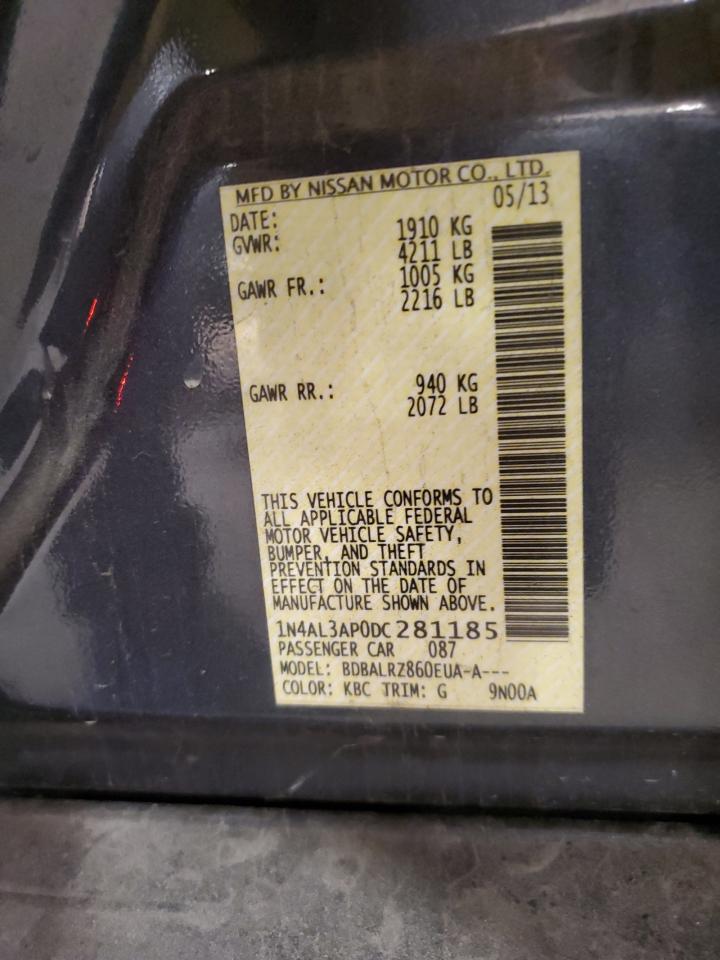 MFD BY NISSAN MOTOR CO., LTD.
DATE: 05/13
GVWR: 1910 KG
4211 LB
GAWR FR.: 1005 KG
2216 LB
GAWR RR.: 940 KG
2072 LB
THIS VEHICLE CONFORMS TO
ALL APPLICABLE FEDERAL
MOTOR VEHICLE SAFETY,
BUMPER, AND THEFT
PREVENTION STANDARDS IN
EFFECT ON THE DATE OF
MANUFACTURE SHOWN ABOVE.
1N4AL3AP0DC281185
PASSENGER CAR 087
MODEL: BDBALRZ860EUA-A---
COLOR: KBC TRIM: G 9N00A